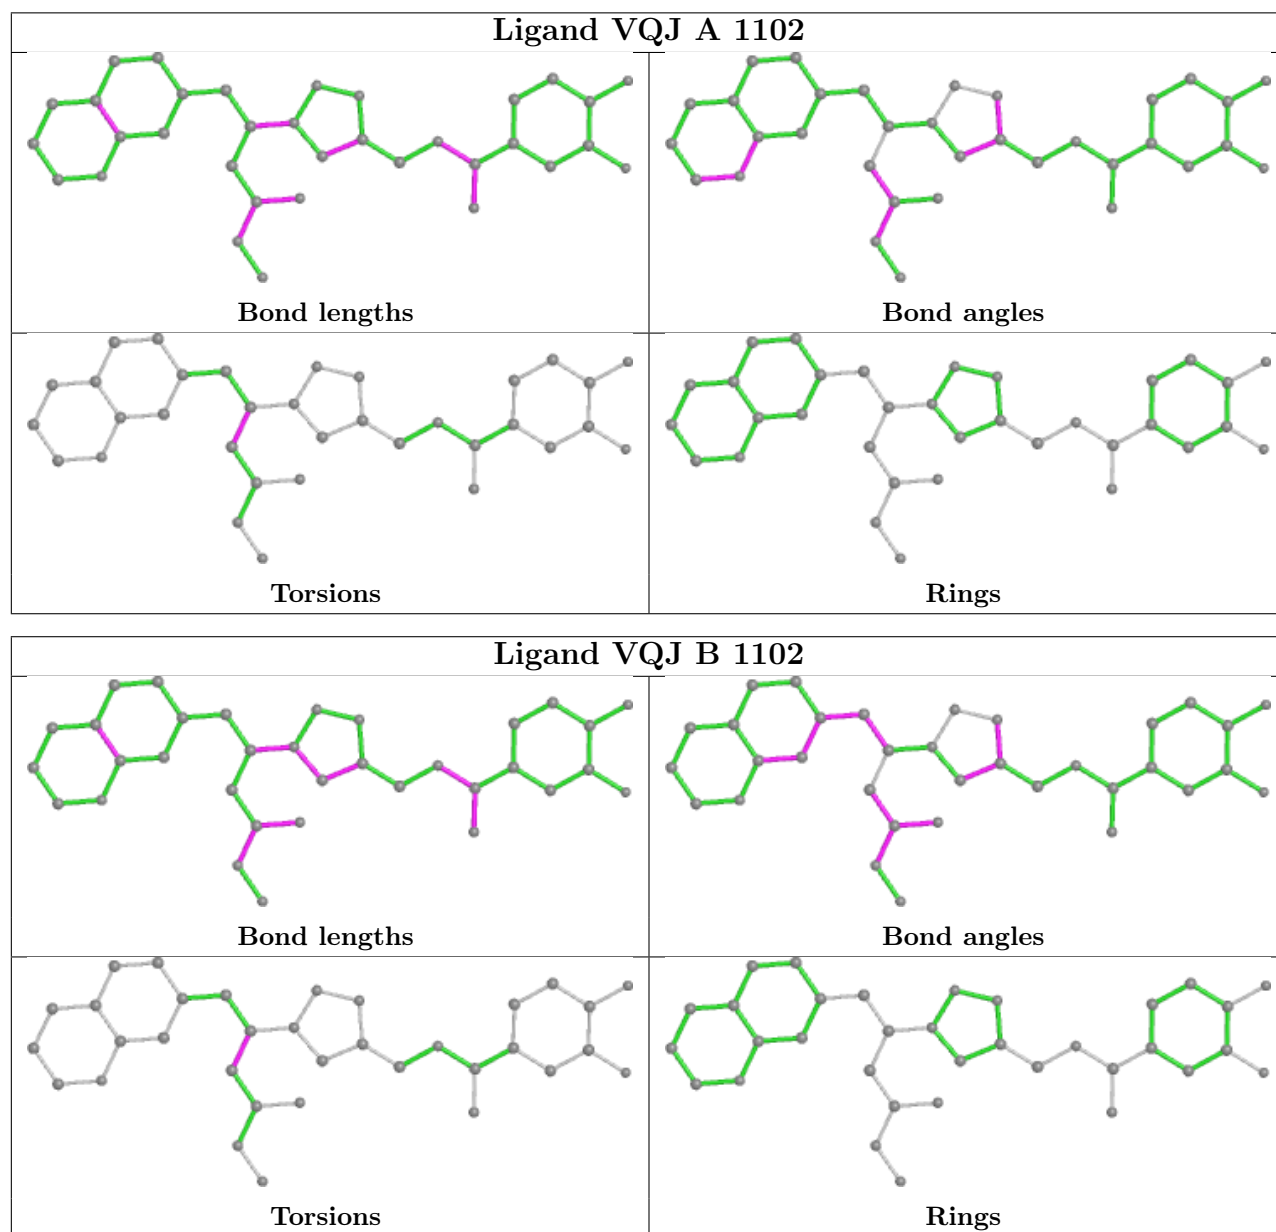 Ligand VQJ A 1102
Bond lengths
Bond angles
Torsions
Rings
Ligand VQJ B 1102
Bond lengths
Bond angles
Torsions
Rings